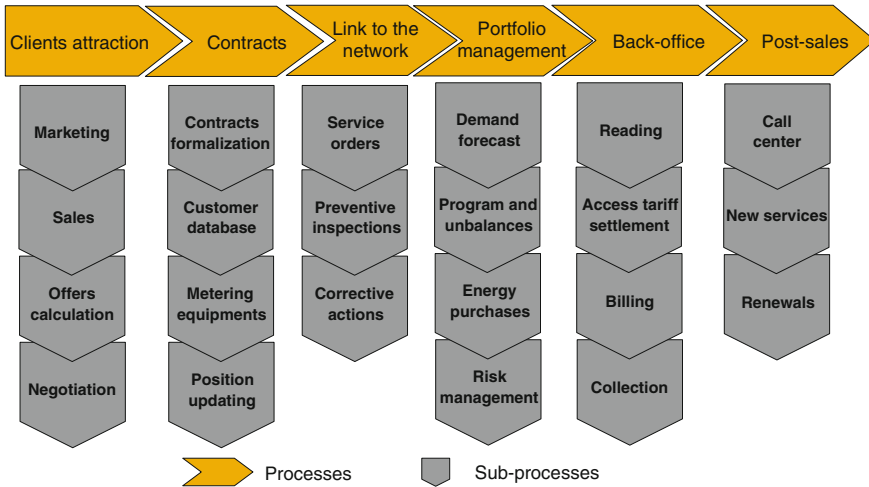 Clients attraction
Contracts
Link to the
network
Portfolio
management
Back-office
Post-sales
Marketing
Sales
Offers
calculation
Negotiation
Contracts
formalization
Customer
database
Metering
equipments
Position
updating
Service
orders
Preventive
inspections
Corrective
actions
Demand
forecast
Program and
unbalances
Energy
purchases
Risk
management
Reading
Access tariff
settlement
Billing
Collection
Call
center
New services
Renewals
Processes
Sub-processes